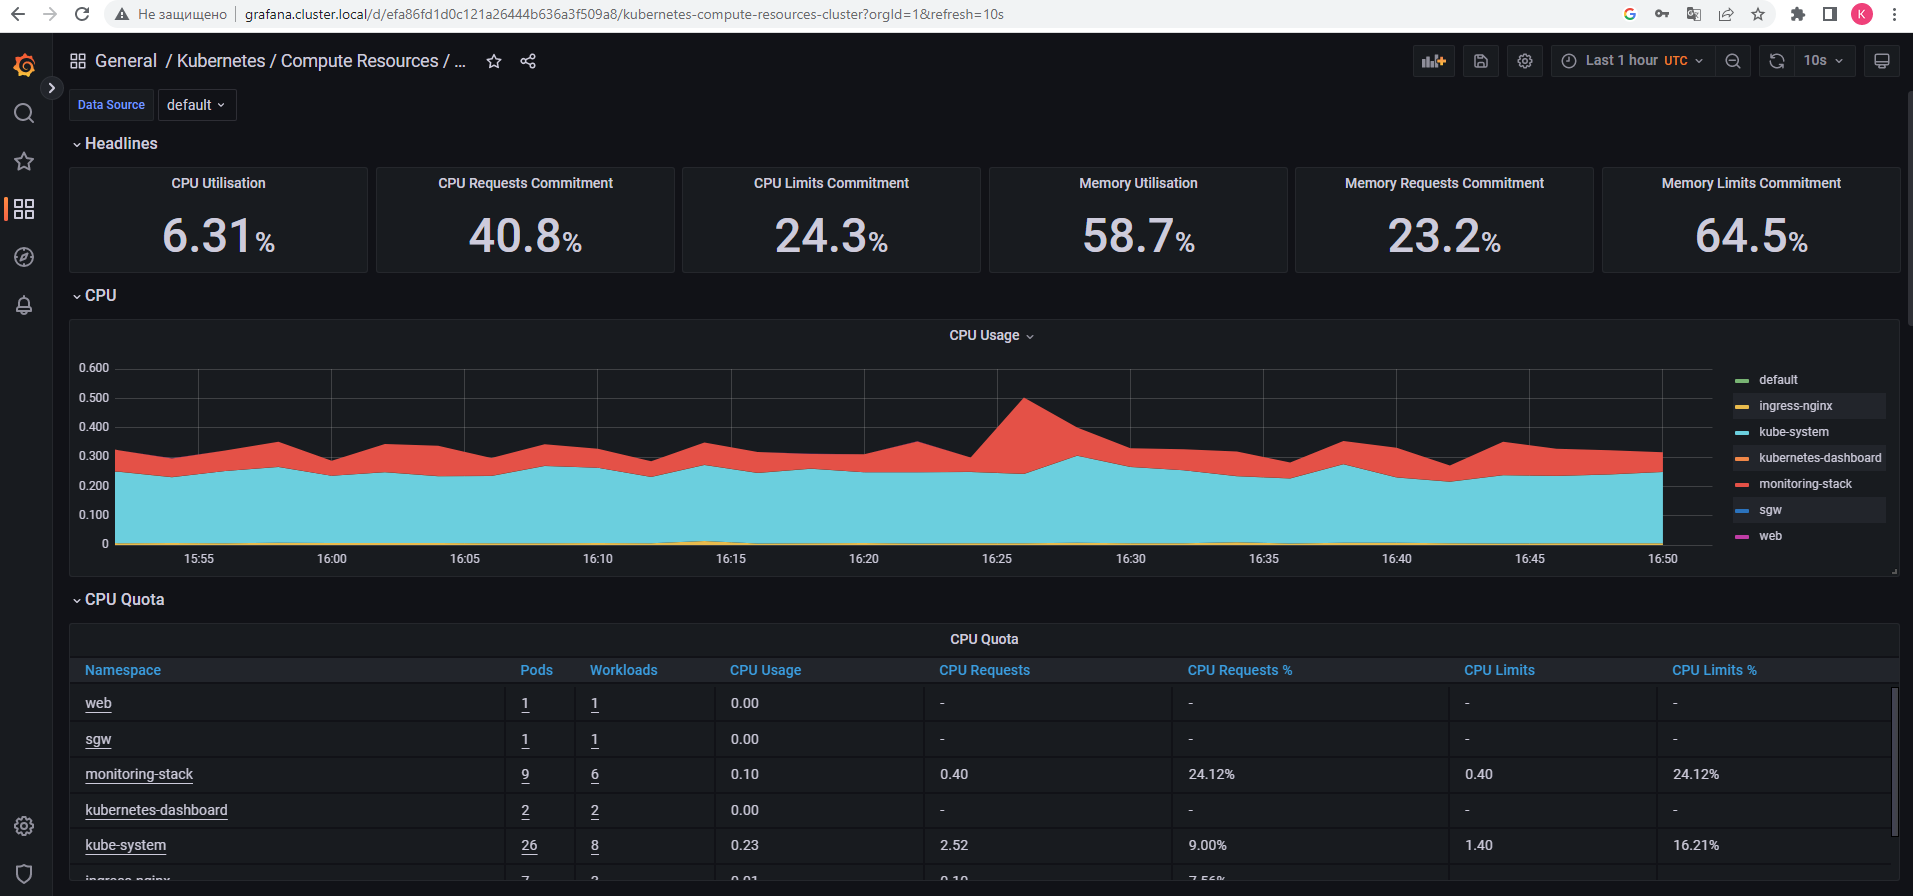 Не защищено grafana.cluster.local/d/efa86fd1d0c121a26444b636a3f509a8/kubernetes-compute-resources-cluster?orgId=1&refresh=10s
K
General / Kubernetes / Compute Resources / ...
Last 1 hour UTC
10s
Data Source default
Headlines
CPU Utilisation
6.31%
CPU Requests Commitment
40.8%
CPU Limits Commitment
24.3%
Memory Utilisation
58.7%
Memory Requests Commitment
23.2%
Memory Limits Commitment
64.5%
CPU
CPU Usage
0.600
0.500
0.400
0.300
0.200
0.100
0
15:55 16:00 16:05 16:10 16:15 16:20 16:25 16:30 16:35 16:40 16:45 16:50
default
ingress-nginx
kube-system
kubernetes-dashboard
monitoring-stack
sgw
web
CPU Quota
CPU Quota
Namespace Pods Workloads CPU Usage CPU Requests CPU Requests % CPU Limits CPU Limits %
web 1 1 0.00 - - - -
sgw 1 1 0.00 - - - -
monitoring-stack 9 6 0.10 0.40 24.12% 0.40 24.12%
kubernetes-dashboard 2 2 0.00 - - - -
kube-system 26 8 0.23 2.52 9.00% 1.40 16.21%
ingress-nginx